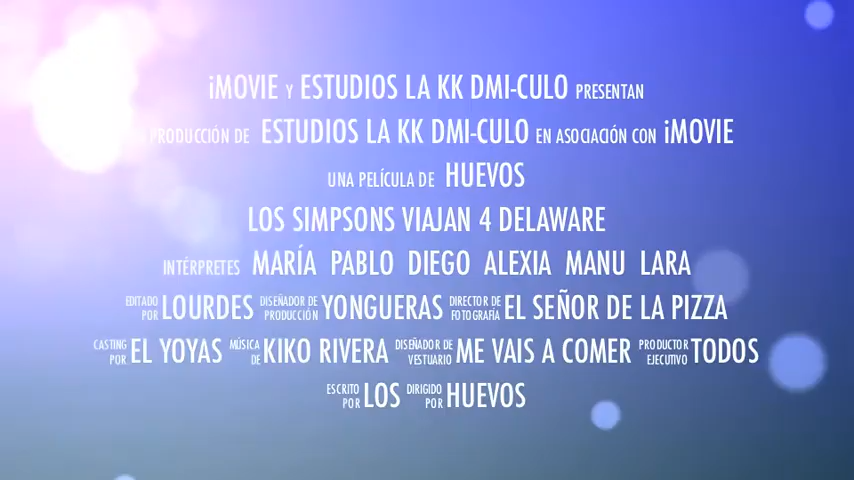 iMOVIE Y ESTUDIOS LA KK DMI-CULO PRESENTAN
PRODUCCIÓN DE ESTUDIOS LA KK DMI-CULO EN ASOCIACIÓN CON iMOVIE
UNA PELÍCULA DE HUEVOS
LOS SIMPSONS VIAJAN 4 DELAWARE
INTÉRPRETES MARÍA PABLO DIEGO ALEXIA MANU LARA
EDITADO POR LOURDES DISEÑADOR DE PRODUCCIÓN YONGUERAS DIRECTOR DE FOTOGRAFÍA EL SEÑOR DE LA PIZZA
CASTING POR EL YOYAS MÚSICA DE KIKO RIVERA DISEÑADOR DE VESTUARIO ME VAIS A COMER PRODUCTOR EJECUTIVO TODOS
ESCRITO POR LOS DIRIGIDO POR HUEVOS